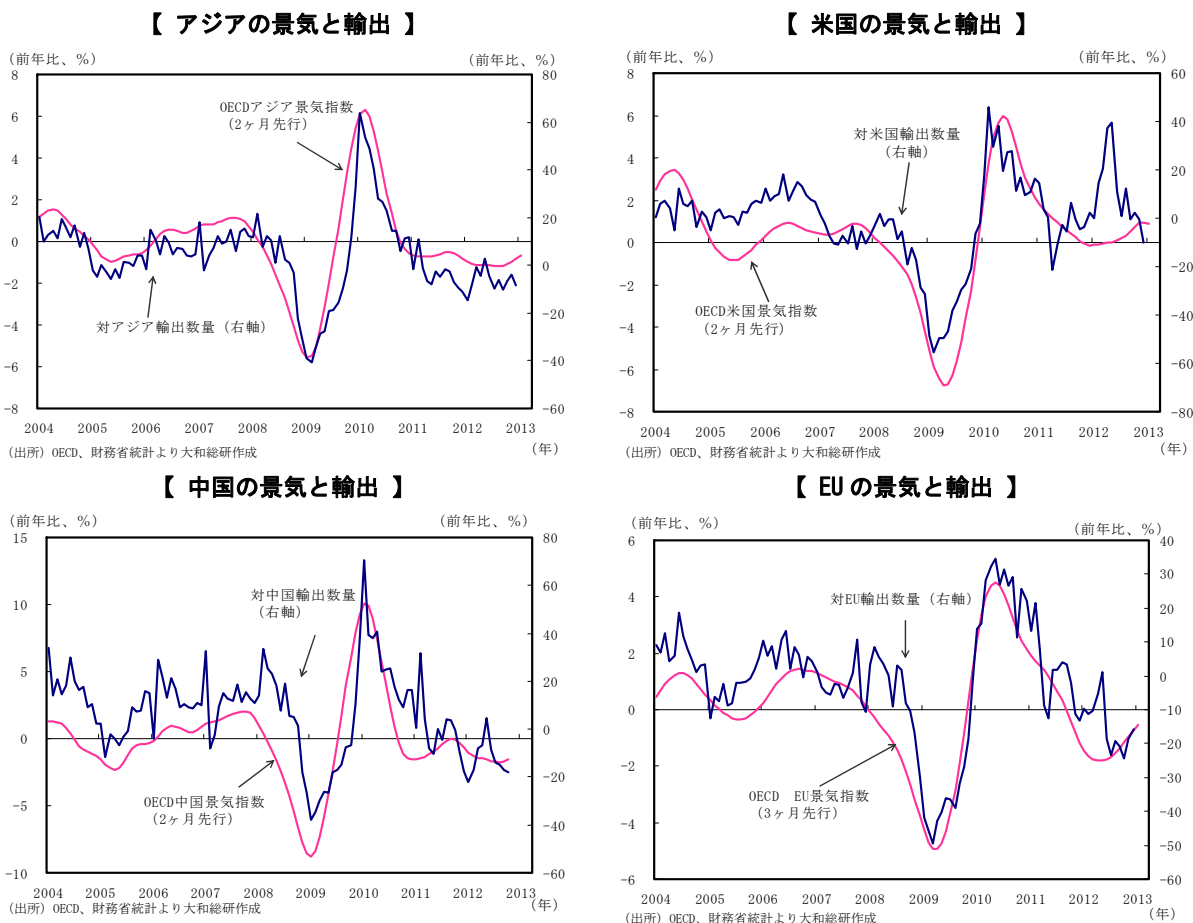 【 アジアの景気と輸出 】
(前年比、%)
(前年比、%)
8
6
4
2
0
-2
-4
-6
-8
80
60
40
20
0
-20
-40
-60
OECDアジア景気指数
(2ヶ月先行)
対アジア輸出数量（右軸）
2004 2005 2006 2007 2008 2009 2010 2011 2012 2013
(年)
(出所) OECD、財務省統計より大和総研作成
【 米国の景気と輸出 】
(前年比、%)
(前年比、%)
8
6
4
2
0
-2
-4
-6
-8
60
40
20
0
-20
-40
-60
-80
対米国輸出数量
(右軸)
OECD米国景気指数
(2ヶ月先行)
2004 2005 2006 2007 2008 2009 2010 2011 2012 2013
(年)
(出所) OECD、財務省統計より大和総研作成
【 中国の景気と輸出 】
(前年比、%)
(前年比、%)
15
10
5
0
-5
-10
80
60
40
20
0
-20
-40
-60
対中国輸出数量
(右軸)
OECD中国景気指数
(2ヶ月先行)
2004 2005 2006 2007 2008 2009 2010 2011 2012 2013
(年)
(出所) OECD、財務省統計より大和総研作成
【 EUの景気と輸出 】
(前年比、%)
(前年比、%)
6
4
2
0
-2
-4
-6
40
30
20
10
0
-10
-20
-30
-40
-50
-60
対EU輸出数量（右軸）
OECD　EU景気指数
(3ヶ月先行)
2004 2005 2006 2007 2008 2009 2010 2011 2012 2013
(年)
(出所) OECD、財務省統計より大和総研作成